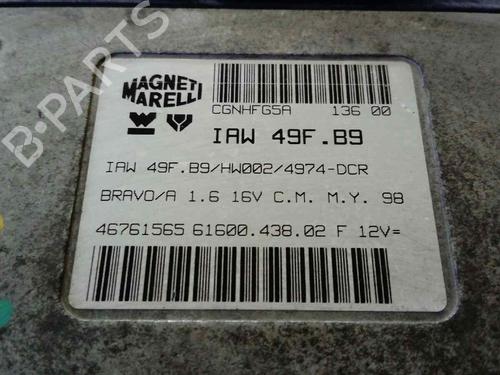 MAGNETI
MARELLI
CGNHFG5A 136 00
IAW 49F.B9
IAW 49F.B9/HW002/4974-DCR
BRAVO/A 1.6 16V C.M. M.Y. 98
46761565 61600.438.02 F 12V=
B-PARTS